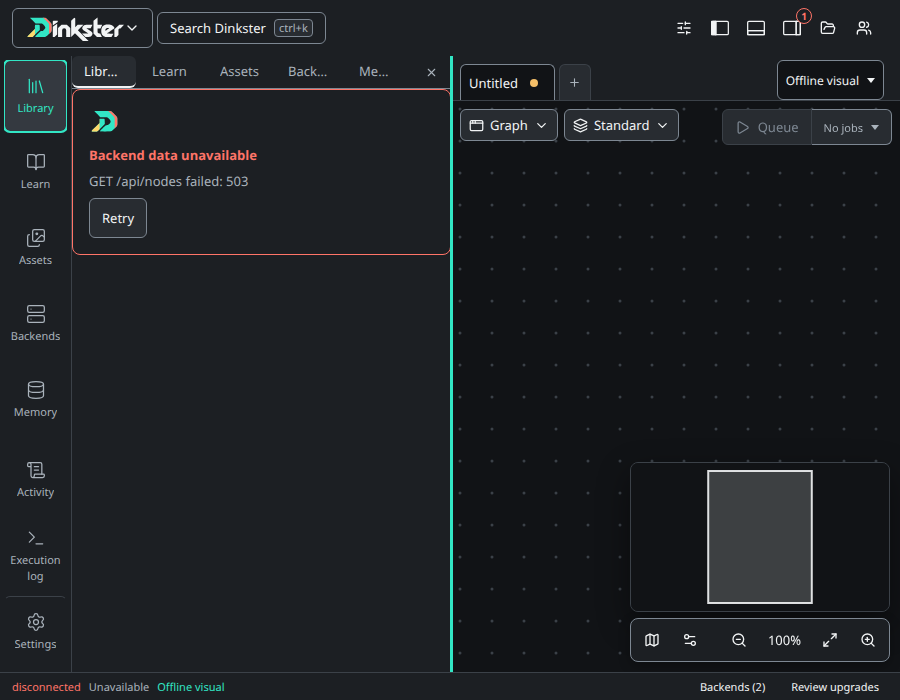 Dinkster
Search Dinkster ctrl+k
1
Libr... Learn Assets Back... Me...
Untitled
Offline visual
Library
Learn
Assets
Backends
Memory
Activity
Execution
log
Settings
Backend data unavailable
GET /api/nodes failed: 503
Retry
Graph Standard
Queue No jobs
100%
disconnected Unavailable Offline visual
Backends (2) Review upgrades